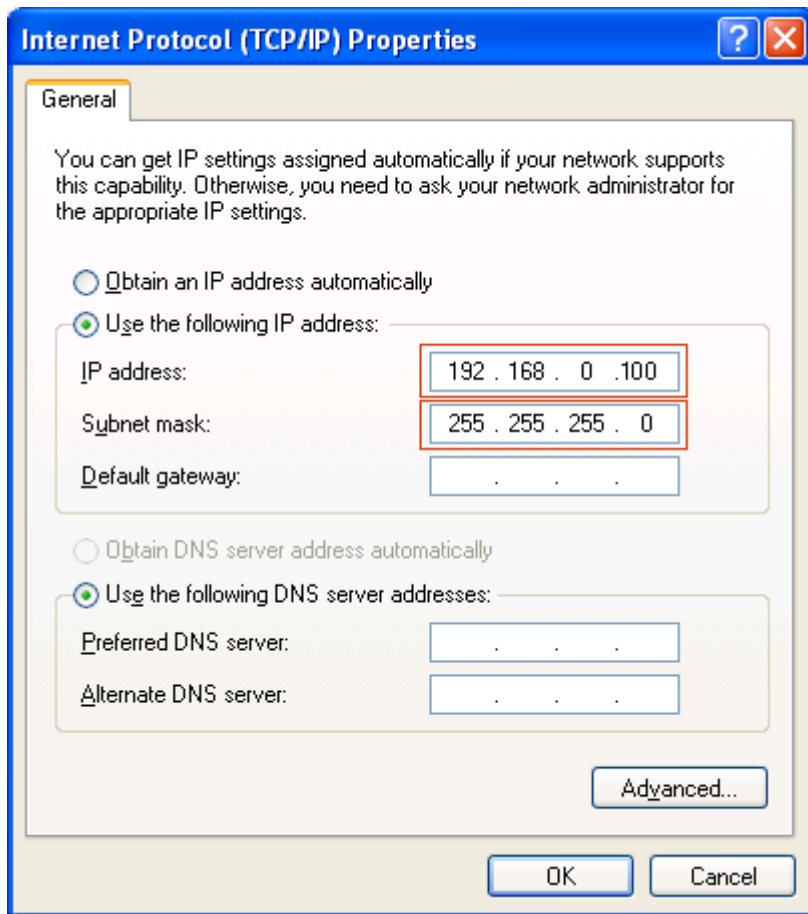 Internet Protocol (TCP/IP) Properties
General
You can get IP settings assigned automatically if your network supports
this capability. Otherwise, you need to ask your network administrator for
the appropriate IP settings.
Obtain an IP address automatically
Use the following IP address:
IP address: 192 . 168 . 0 .100
Subnet mask: 255 . 255 . 255 . 0
Default gateway: . . .
Obtain DNS server address automatically
Use the following DNS server addresses:
Preferred DNS server: . . .
Alternate DNS server: . . .
Advanced...
OK Cancel